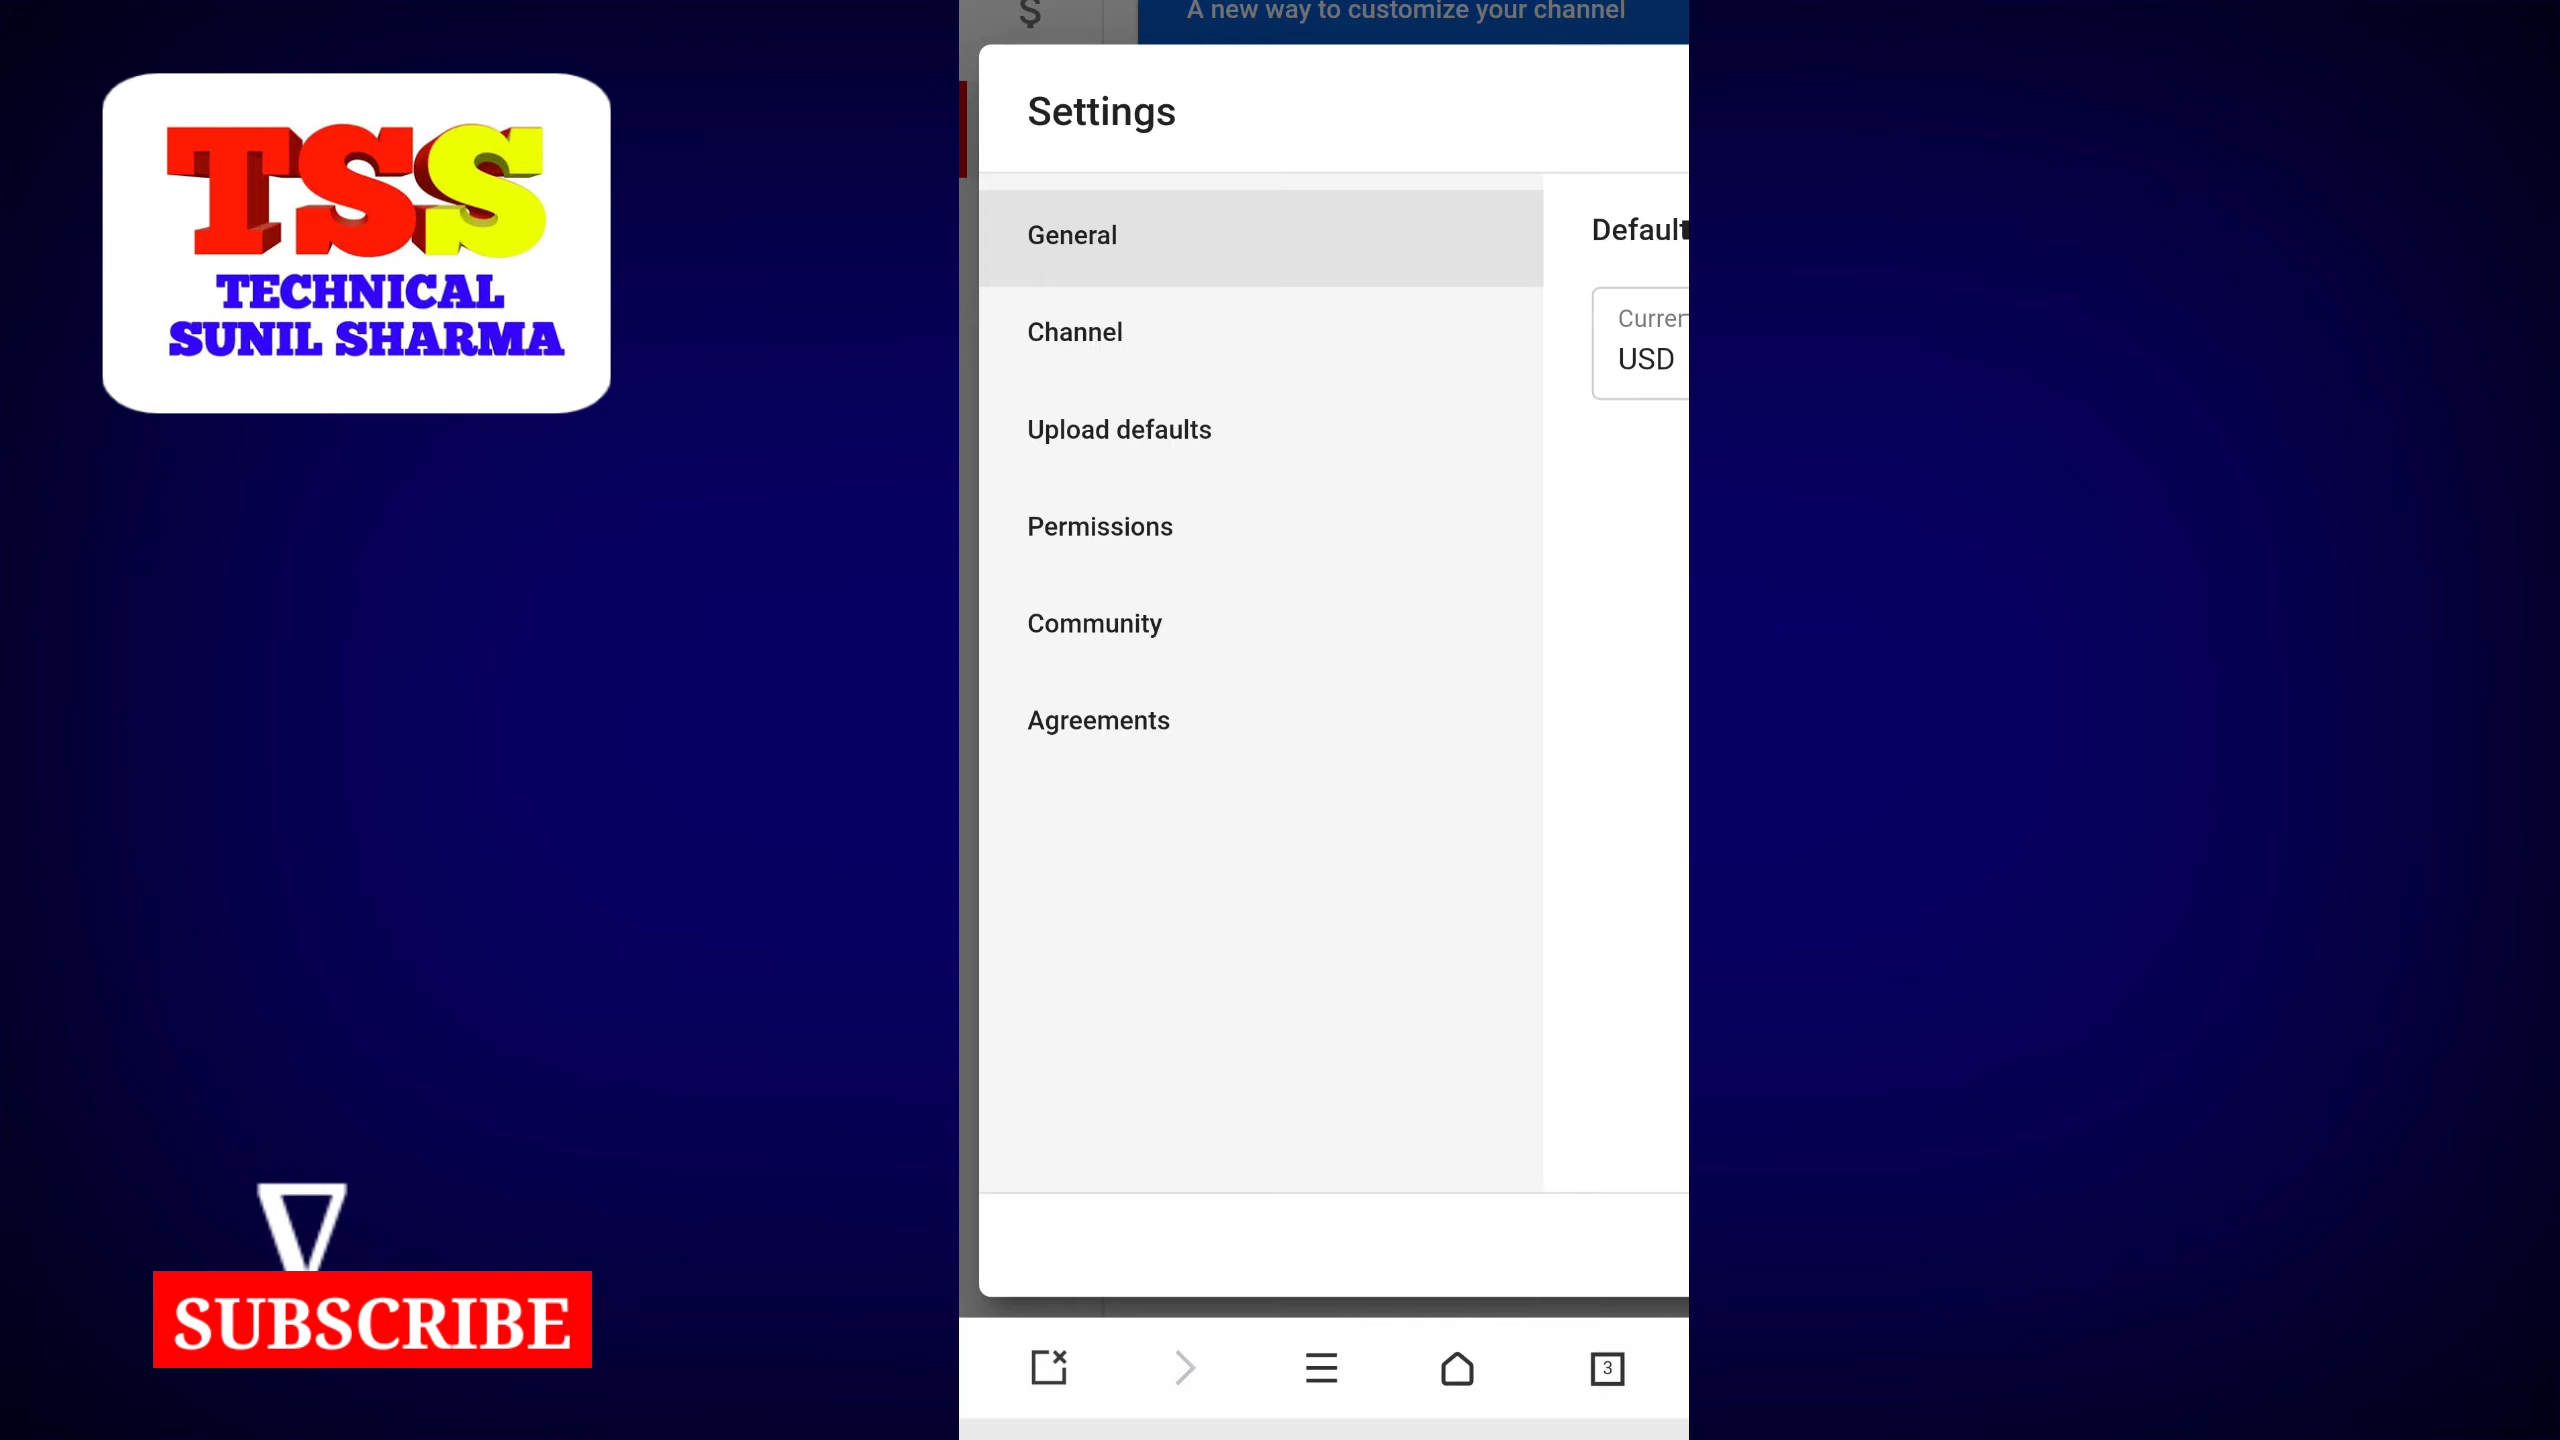 TSS
TECHNICAL
SUNIL SHARMA
SUBSCRIBE
$
A new way to customize your channel
Settings
General
Channel
Upload defaults
Permissions
Community
Agreements
Default
USD
3